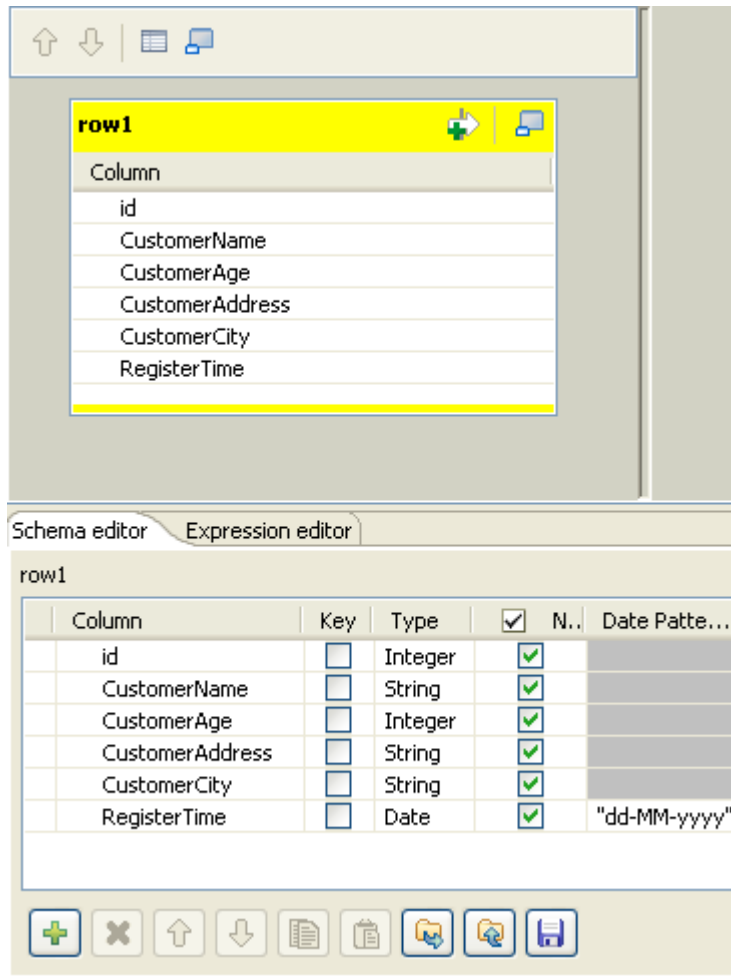 row1
Column
id
CustomerName
CustomerAge
CustomerAddress
CustomerCity
RegisterTime
Schema editor Expression editor
row1
Column Key Type N.. Date Patte...
id Integer
CustomerName String
CustomerAge Integer
CustomerAddress String
CustomerCity String
RegisterTime Date "dd-MM-yyyy"